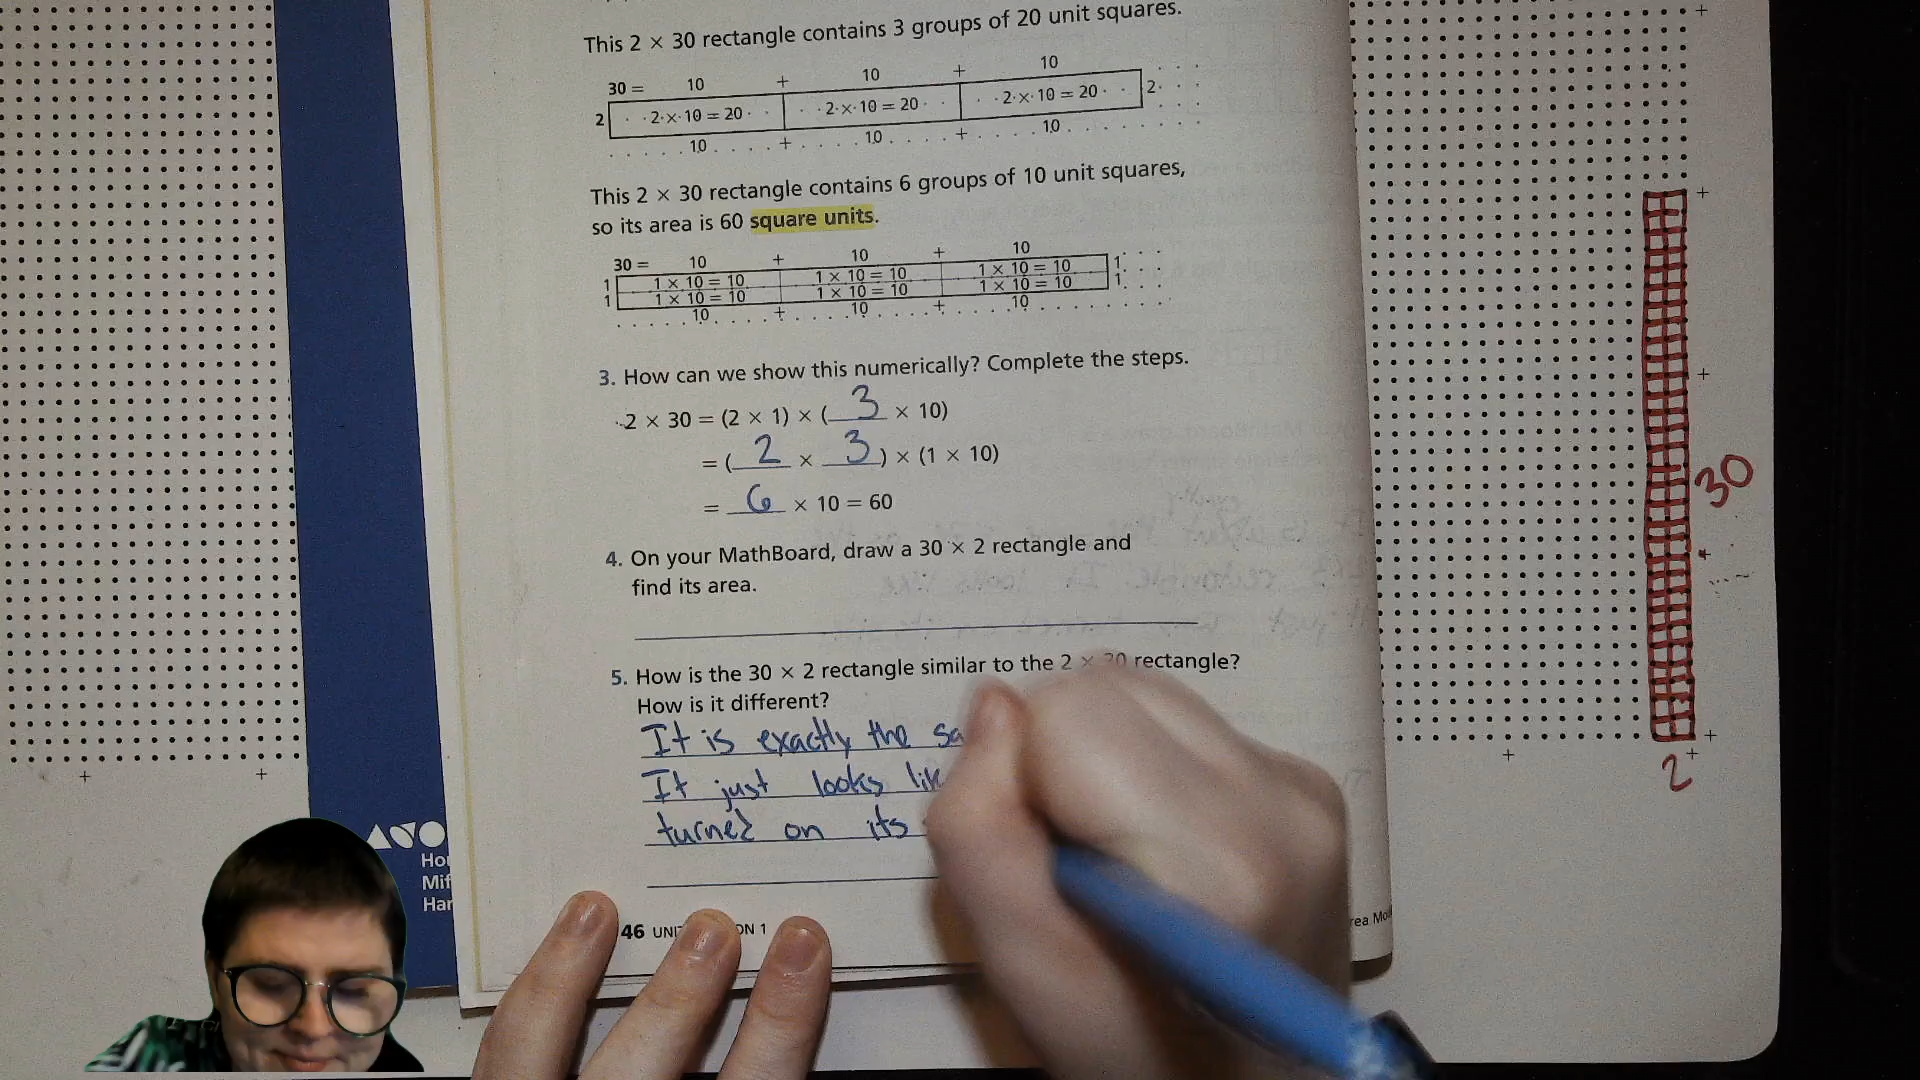 This 2 × 30 rectangle contains 3 groups of 20 unit squares.
30 = 10 + 10 + 10
2 2 × 10 = 20 2 × 10 = 20 2 × 10 = 20 2
10 + 10 + 10
This 2 × 30 rectangle contains 6 groups of 10 unit squares,
so its area is 60 square units.
30 = 10 + 10 + 10
1 1 × 10 = 10 1 × 10 = 10 1 × 10 = 10 1
1 1 × 10 = 10 1 × 10 = 10 1 × 10 = 10 1
10 + 10 + 10
3. How can we show this numerically? Complete the steps.
2 × 30 = (2 × 1) × (3 × 10)
= (2 × 3) × (1 × 10)
= 6 × 10 = 60
4. On your MathBoard, draw a 30 × 2 rectangle and
find its area.
5. How is the 30 × 2 rectangle similar to the 2 × 30 rectangle?
How is it different?
It is exactly the
It just looks
turned on its
46
30
2